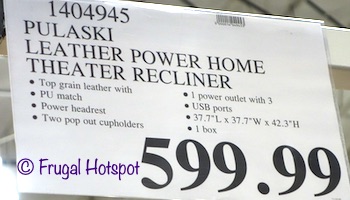 1404945
PULASKI
LEATHER POWER HOME
THEATER RECLINER
• Top grain leather with
• PU match
• Power headrest
• Two pop out cupholders
• 1 power outlet with 3
• USB ports
• 37.7"L x 37.7"W x 42.3"H
• 1 box
599.99
© Frugal Hotspot